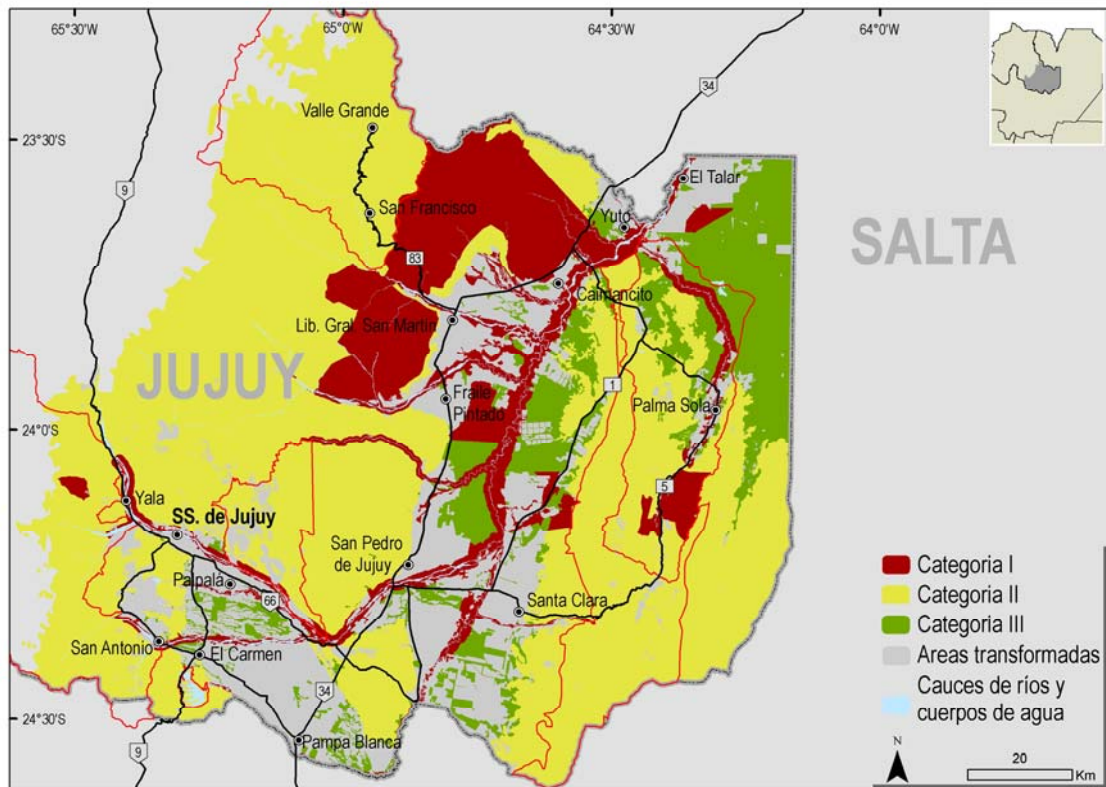 65°30'W
65°0'W
64°30'W
64°0'W
34
Valle Grande
23°30'S
El Talar
9
San Francisco
Yuto
SALTA
83
Caimancito
Lib. Gral. San Martín
JUJUY
1
Fraile
Pintado
Palma Sola
24°0'S
5
Yala
SS. de Jujuy
San Pedro
de Jujuy
Categoria I
Palpalá
66
Santa Clara
Categoria II
San Antonio
Categoria III
El Carmen
Areas transformadas
34
Cauces de ríos y
cuerpos de agua
24°30'S
Pampa Blanca
9
N
20
Km